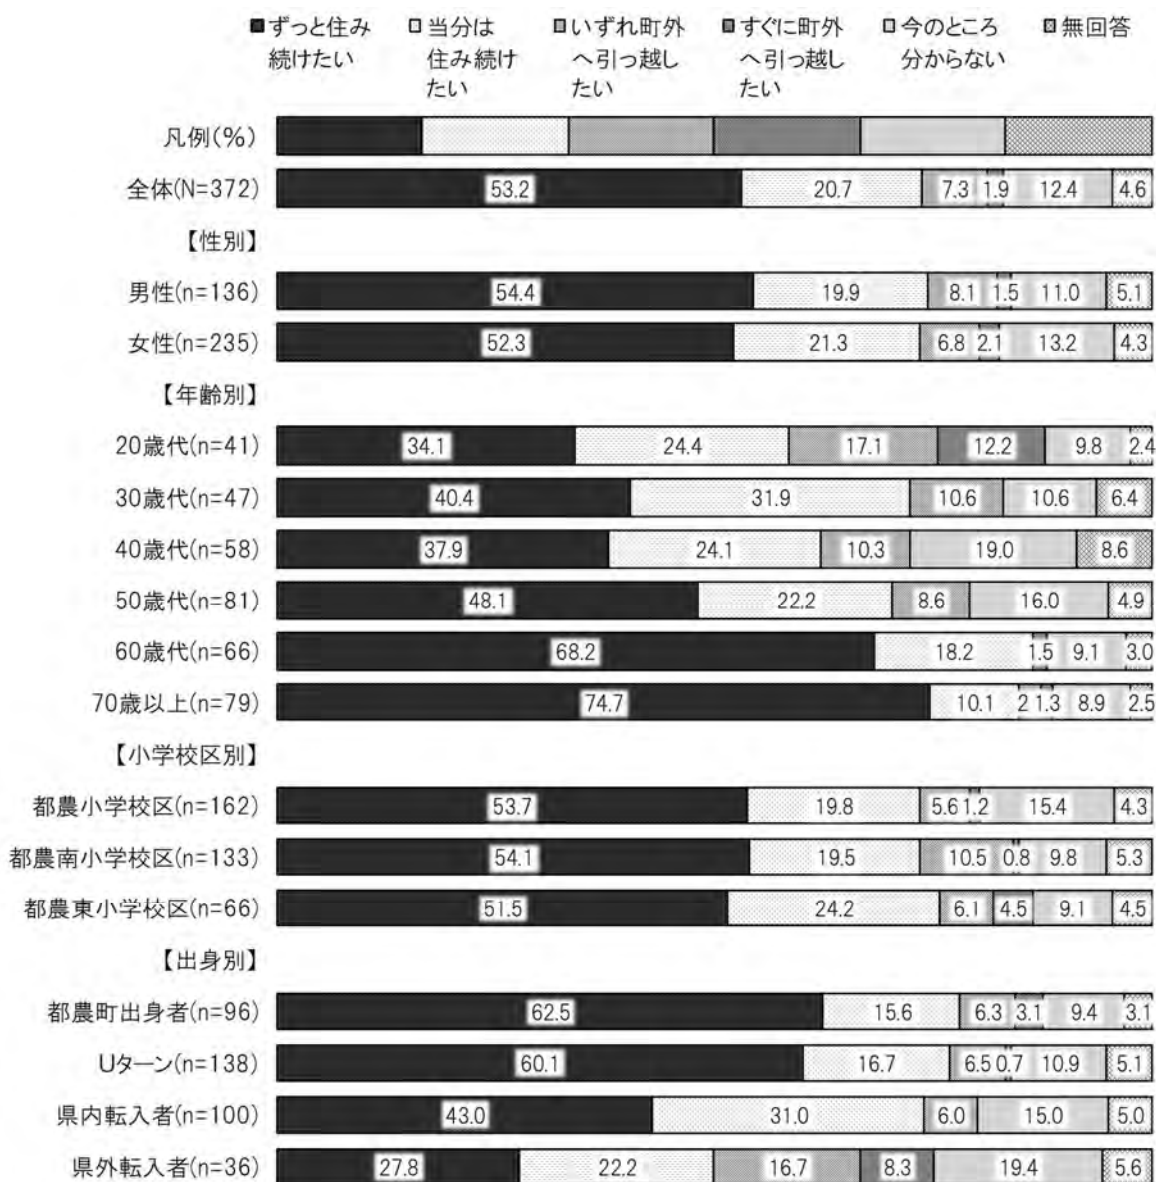 ■ずっと住み続けたい
□当分は住み続けたい
■いずれ町外へ引っ越したい
■すぐに町外へ引っ越したい
□今のところ分からない
■無回答
凡例(%)
全体(N=372) 53.2 20.7 7.3 1.9 12.4 4.6
【性別】
男性(n=136) 54.4 19.9 8.1 1.5 11.0 5.1
女性(n=235) 52.3 21.3 6.8 2.1 13.2 4.3
【年齢別】
20歳代(n=41) 34.1 24.4 17.1 12.2 9.8 2.4
30歳代(n=47) 40.4 31.9 10.6 10.6 6.4
40歳代(n=58) 37.9 24.1 10.3 19.0 8.6
50歳代(n=81) 48.1 22.2 8.6 16.0 4.9
60歳代(n=66) 68.2 18.2 1.5 9.1 3.0
70歳以上(n=79) 74.7 10.1 2 1.3 8.9 2.5
【小学校区別】
都農小学校区(n=162) 53.7 19.8 5.6 1.2 15.4 4.3
都農南小学校区(n=133) 54.1 19.5 10.5 0.8 9.8 5.3
都農東小学校区(n=66) 51.5 24.2 6.1 4.5 9.1 4.5
【出身別】
都農町出身者(n=96) 62.5 15.6 6.3 3.1 9.4 3.1
Uターン(n=138) 60.1 16.7 6.5 0.7 10.9 5.1
県内転入者(n=100) 43.0 31.0 6.0 15.0 5.0
県外転入者(n=36) 27.8 22.2 16.7 8.3 19.4 5.6